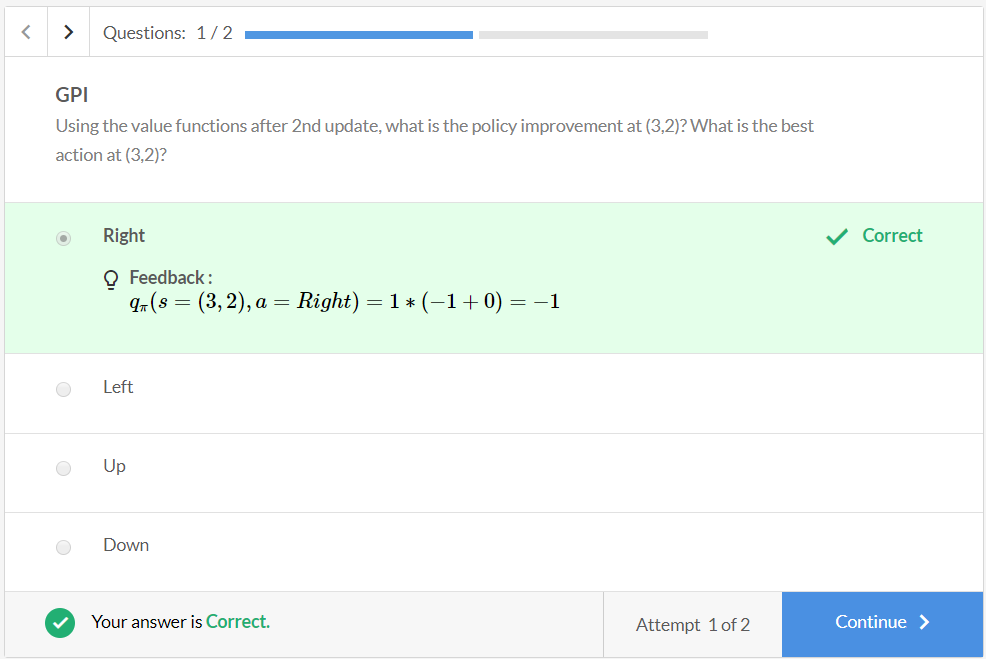 Questions: 1 / 2
GPI
Using the value functions after 2nd update, what is the policy improvement at (3,2)? What is the best
action at (3,2)?
Right
Correct
Feedback :
qπ(s = (3, 2), a = Right) = 1 ∗ (−1 + 0) = −1
Left
Up
Down
Your answer is Correct.
Attempt 1 of 2
Continue